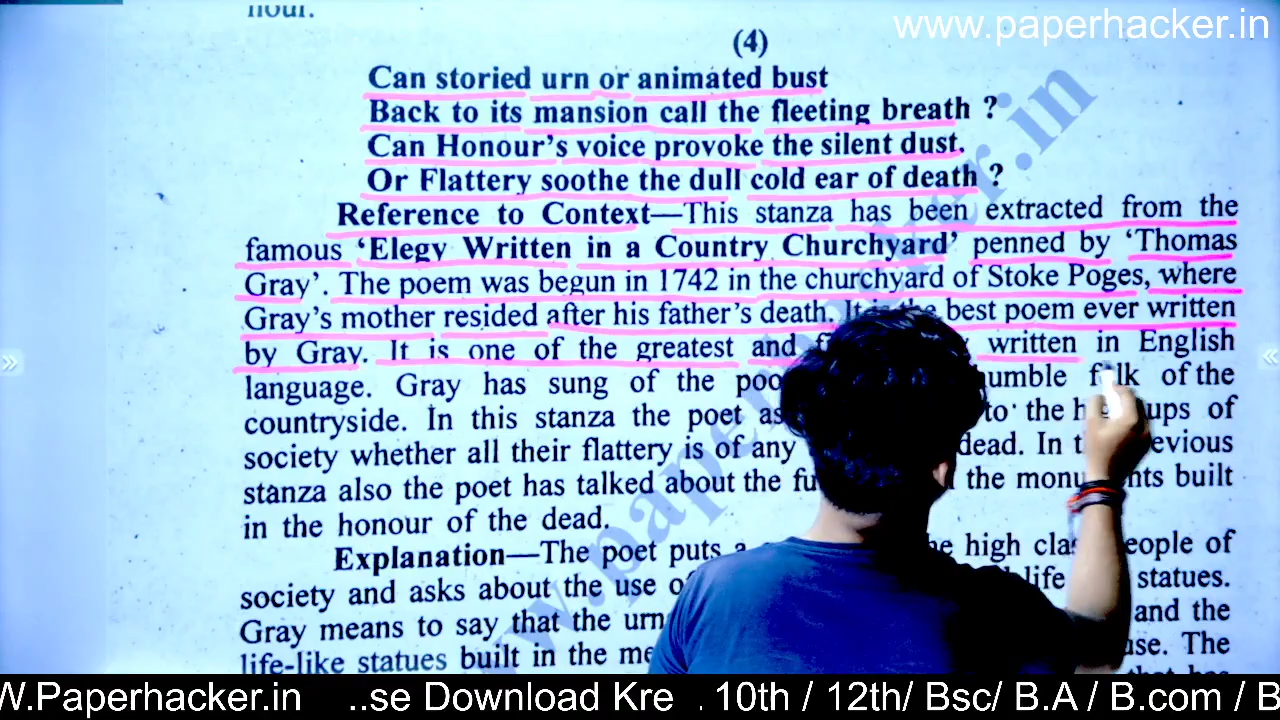 www.paperhacker.in
nour.
(4)
Can storied urn or animated bust
Back to its mansion call the fleeting breath ?
Can Honour's voice provoke the silent dust.
Or Flattery soothe the dull cold ear of death ?
Reference to Context—This stanza has been extracted from the
famous 'Elegy Written in a Country Churchyard' penned by 'Thomas
Gray'. The poem was begun in 1742 in the churchyard of Stoke Poges, where
Gray's mother resided after his father's death. It is the best poem ever written
by Gray. It is one of the greatest and written in English
language. Gray has sung of the humble folk of the
countryside. In this stanza the poet to the ups of
society whether all their flattery is of any dead. In
stanza also the poet has talked about the the built
in the honour of the dead.
Explanation—The poet puts a high people of
society and asks about the use life statues.
Gray means to say that the urn and the
life-like statues built in the The
www.paperhacker.in
W.Paperhacker.in ..se Download Kre . 10th / 12th/ Bsc/ B.A / B.com / B